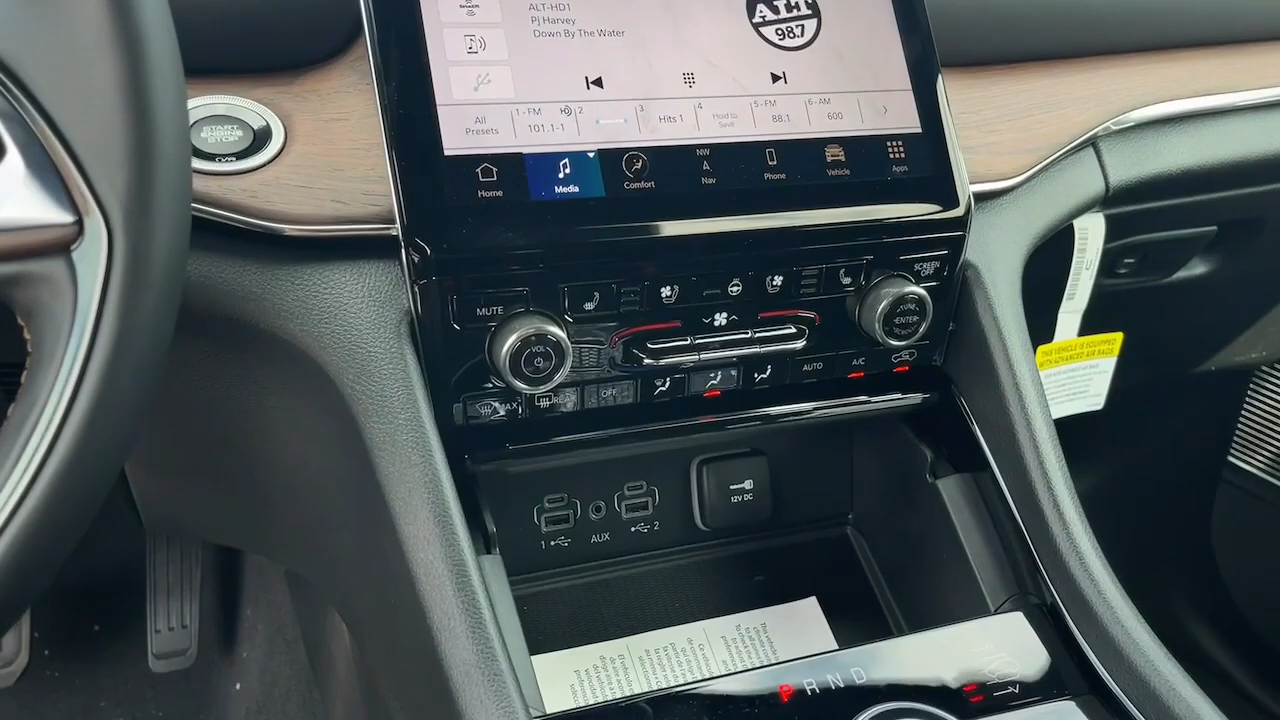 ALT-HD1
Pj Harvey
Down By The Water
ALT
98.7
SiriusXM
All
Presets
1-FM HD
101.1-1
2
3
Hits 1
4
Hold to
Save
5-FM
88.1
6-AM
600
START
ENGINE
STOP
Home
Media
Comfort
NW
Nav
Phone
Vehicle
Apps
MUTE
SCREEN
OFF
VOL
TUNE
ENTER
SCROLL
MAX
REAR
OFF
AUTO
A/C
1
AUX
2
12V DC
THIS VEHICLE IS EQUIPPED
WITH ADVANCED AIR BAGS
P R N D